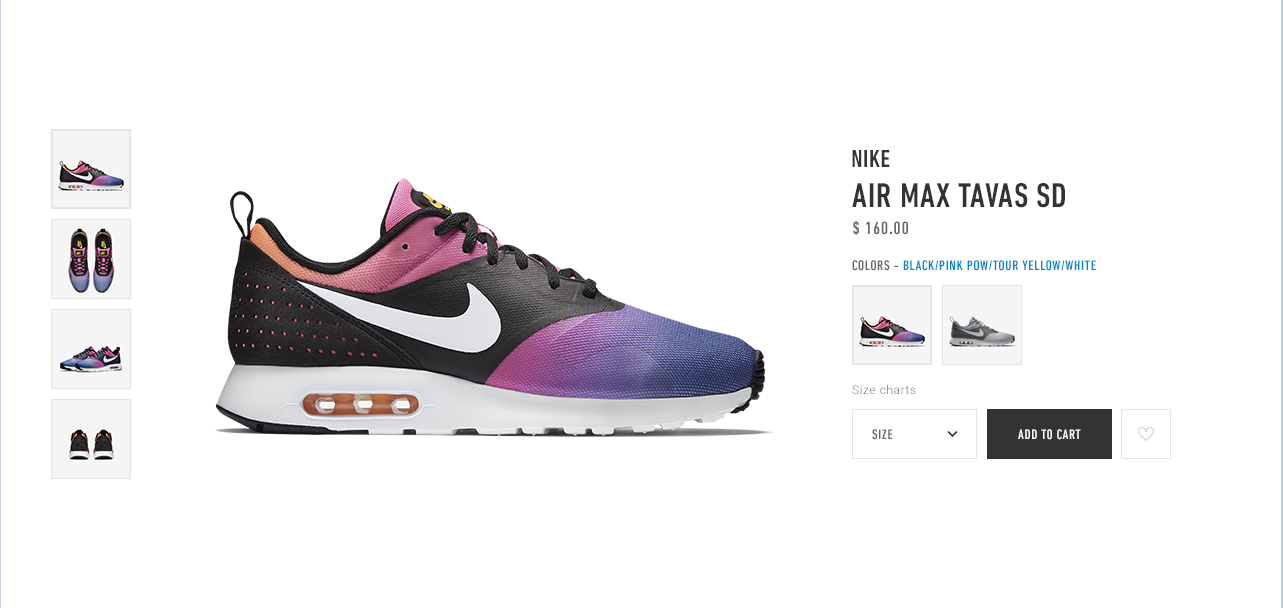 NIKE
AIR MAX TAVAS SD
$ 160.00
COLORS – BLACK/PINK POW/TOUR YELLOW/WHITE
Size charts
SIZE
ADD TO CART